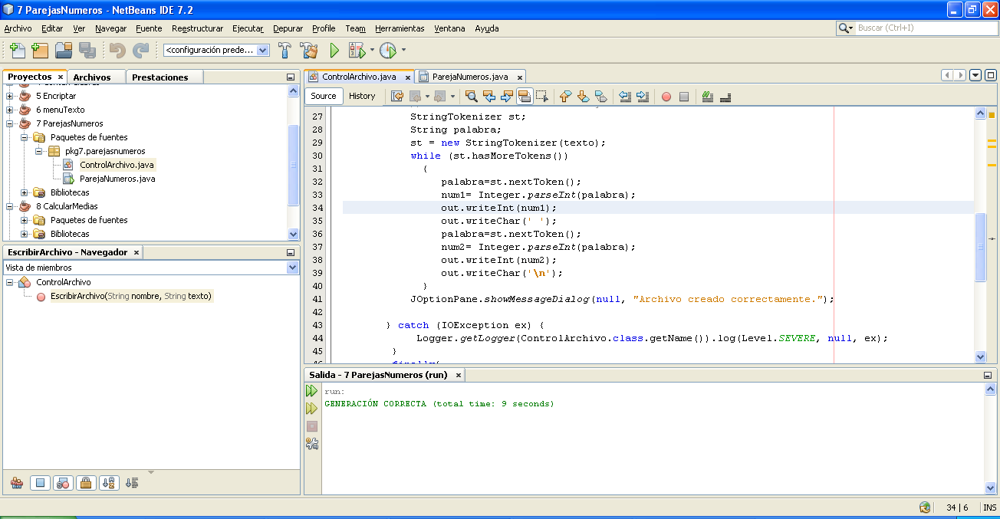 7 ParejasNumeros - NetBeans IDE 7.2
Archivo Editar Ver Navegar Fuente Reestructurar Ejecutar Depurar Profile Team Herramientas Ventana Ayuda
Buscar (Ctrl+I)
<configuración prede...
Proyectos Archivos Prestaciones
5 Encriptar
6 menuTexto
7 ParejasNumeros
Paquetes de fuentes
pkg7.parejasnumeros
ControlArchivo.java
ParejaNumeros.java
Bibliotecas
8 CalcularMedias
Paquetes de fuentes
Bibliotecas
EscribirArchivo - Navegador
Vista de miembros
ControlArchivo
EscribirArchivo(String nombre, String texto)
ControlArchivo.java ParejaNumeros.java
Source History
27 StringTokenizer st;
28 String palabra;
29 st = new StringTokenizer(texto);
30 while (st.hasMoreTokens())
31 {
32 palabra=st.nextToken();
33 num1= Integer.parseInt(palabra);
34 out.writeInt(num1);
35 out.writeChar(' ');
36 palabra=st.nextToken();
37 num2= Integer.parseInt(palabra);
38 out.writeInt(num2);
39 out.writeChar('\n');
40 }
41 JOptionPane.showMessageDialog(null, "Archivo creado correctamente.");
42
43 } catch (IOException ex) {
44 Logger.getLogger(ControlArchivo.class.getName()).log(Level.SEVERE, null, ex);
45 }
Salida - 7 ParejasNumeros (run)
run:
GENERACIÓN CORRECTA (total time: 9 seconds)
34 | 6 INS